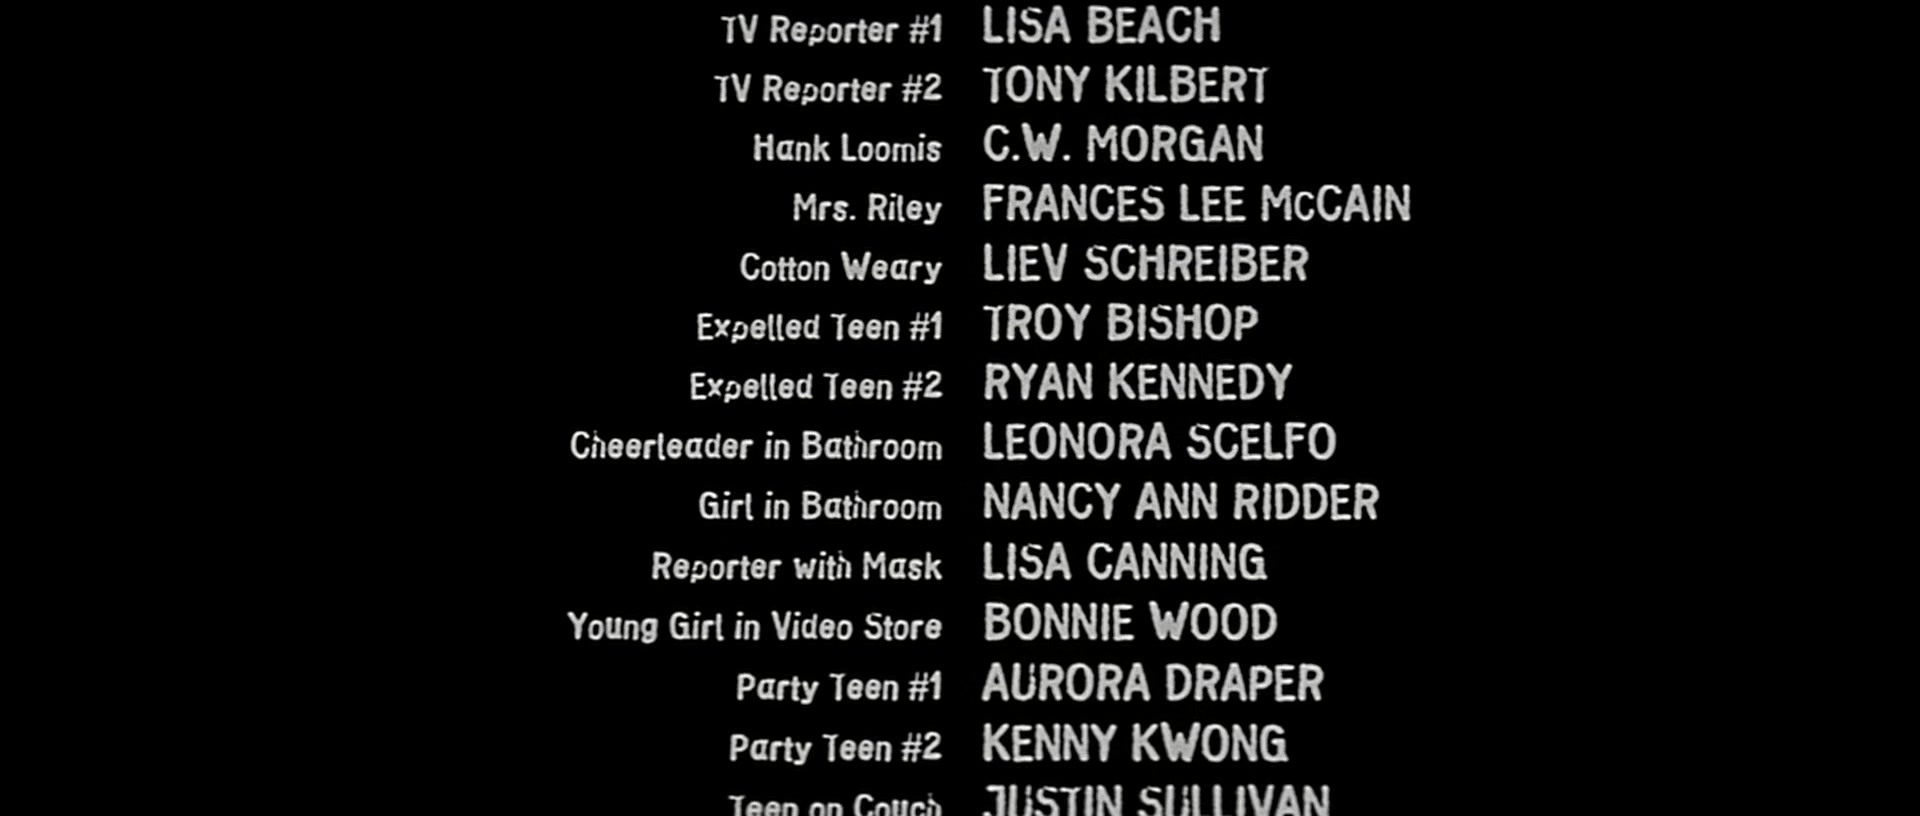 TV Reporter #1 LISA BEACH
TV Reporter #2 TONY KILBERT
Hank Loomis C.W. MORGAN
Mrs. Riley FRANCES LEE McCAIN
Cotton Weary LIEV SCHREIBER
Expelled Teen #1 TROY BISHOP
Expelled Teen #2 RYAN KENNEDY
Cheerleader in Bathroom LEONORA SCELFO
Girl in Bathroom NANCY ANN RIDDER
Reporter with Mask LISA CANNING
Young Girl in Video Store BONNIE WOOD
Party Teen #1 AURORA DRAPER
Party Teen #2 KENNY KWONG
Teen on Couch JUSTIN SULLIVAN